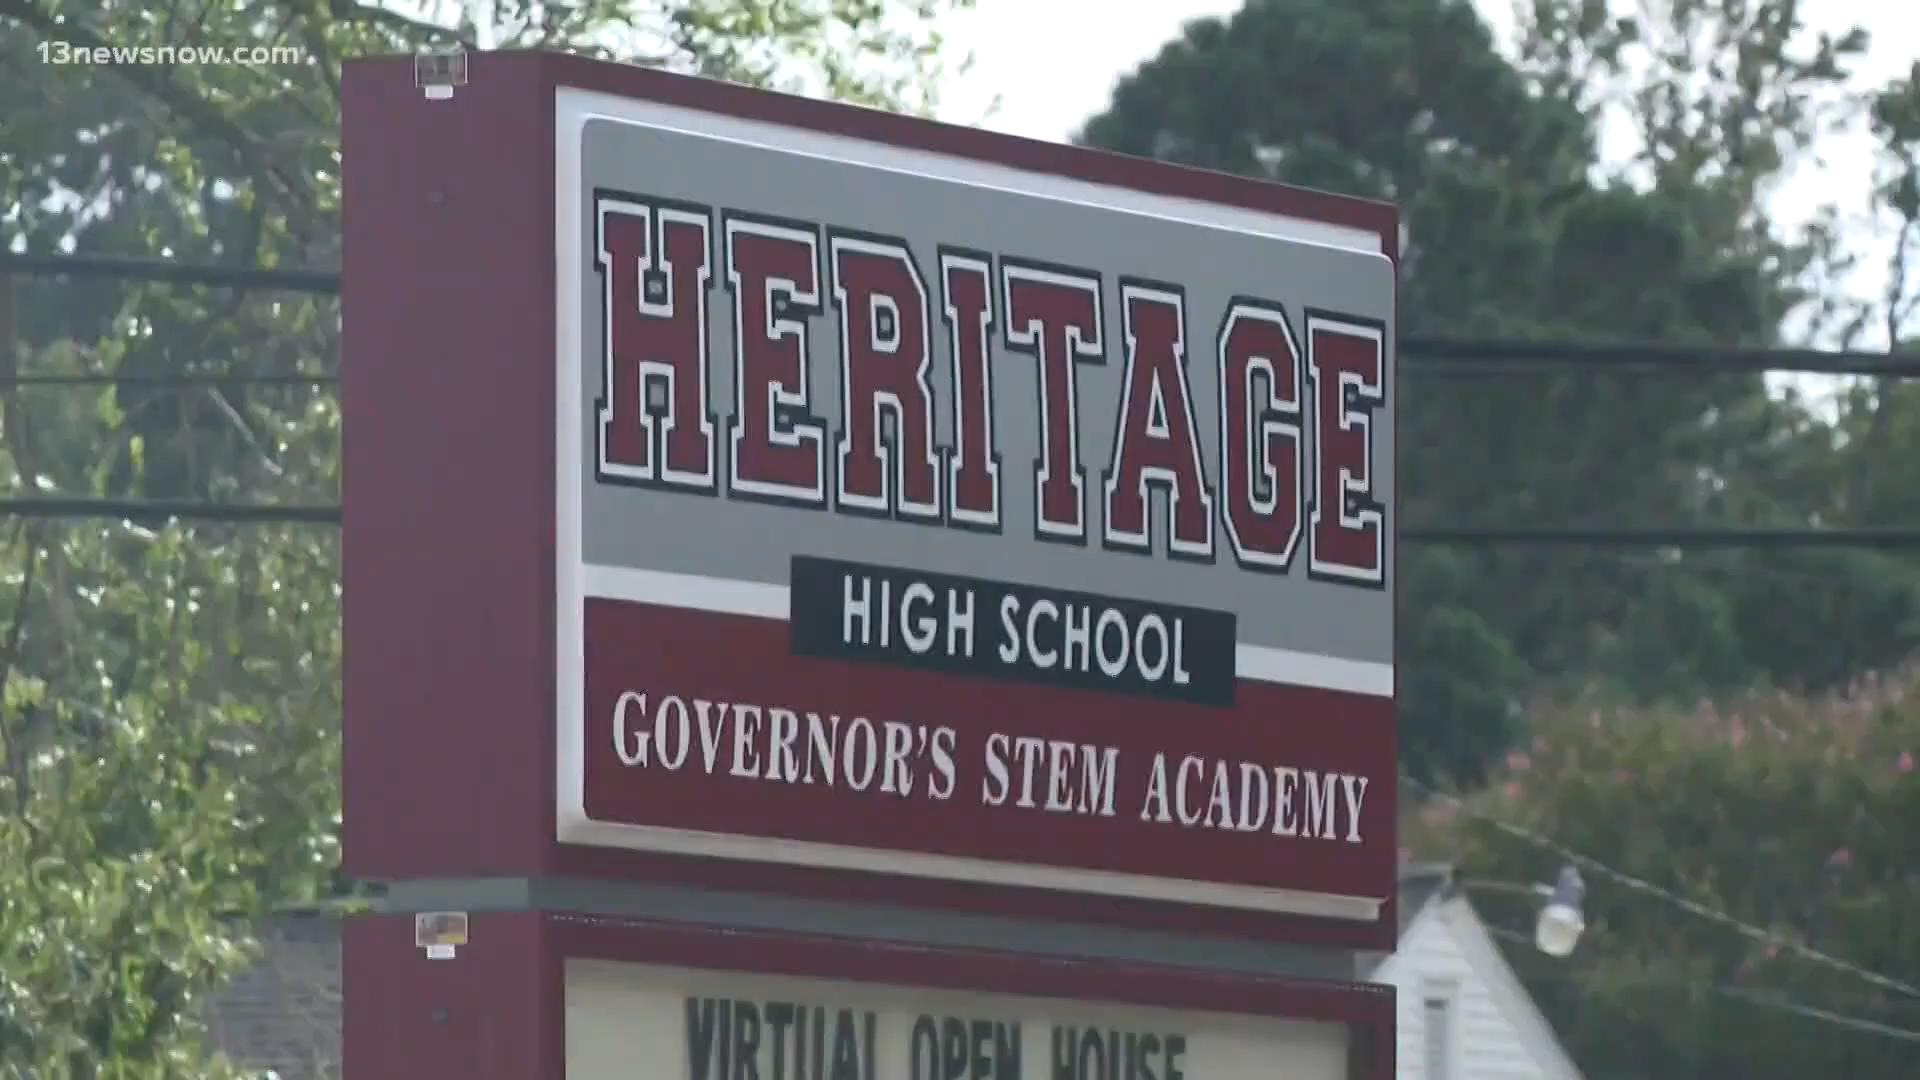 13newsnow.com
HERITAGE
HIGH SCHOOL
GOVERNOR'S STEM ACADEMY
VIRTUAL OPEN HOUSE